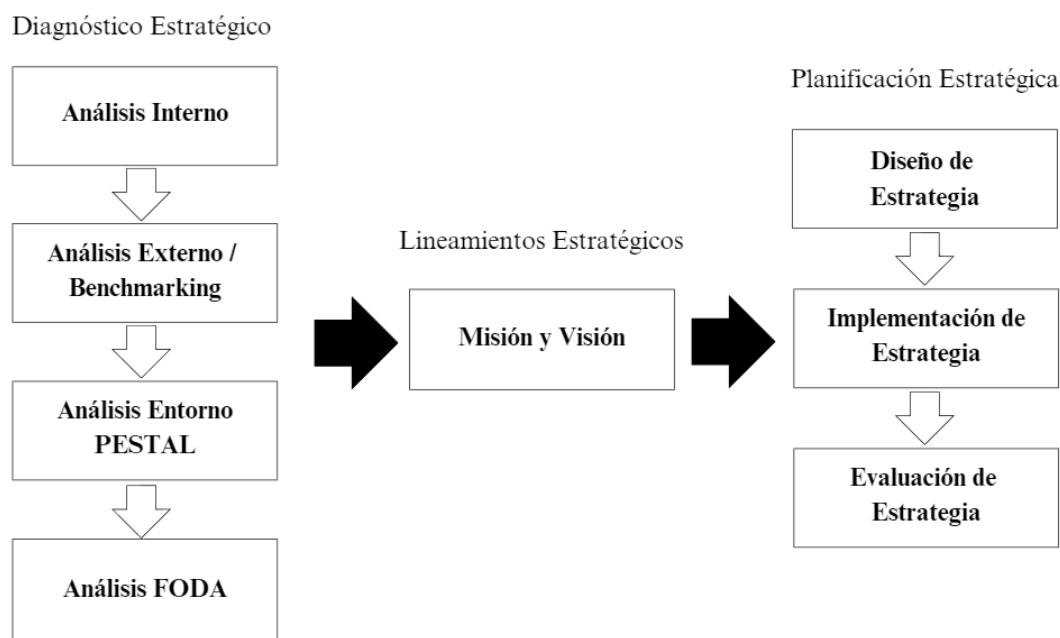 Diagnóstico Estratégico
Análisis Interno
Análisis Externo /
Benchmarking
Análisis Entorno
PESTAL
Análisis FODA
Lineamientos Estratégicos
Misión y Visión
Planificación Estratégica
Diseño de
Estrategia
Implementación de
Estrategia
Evaluación de
Estrategia